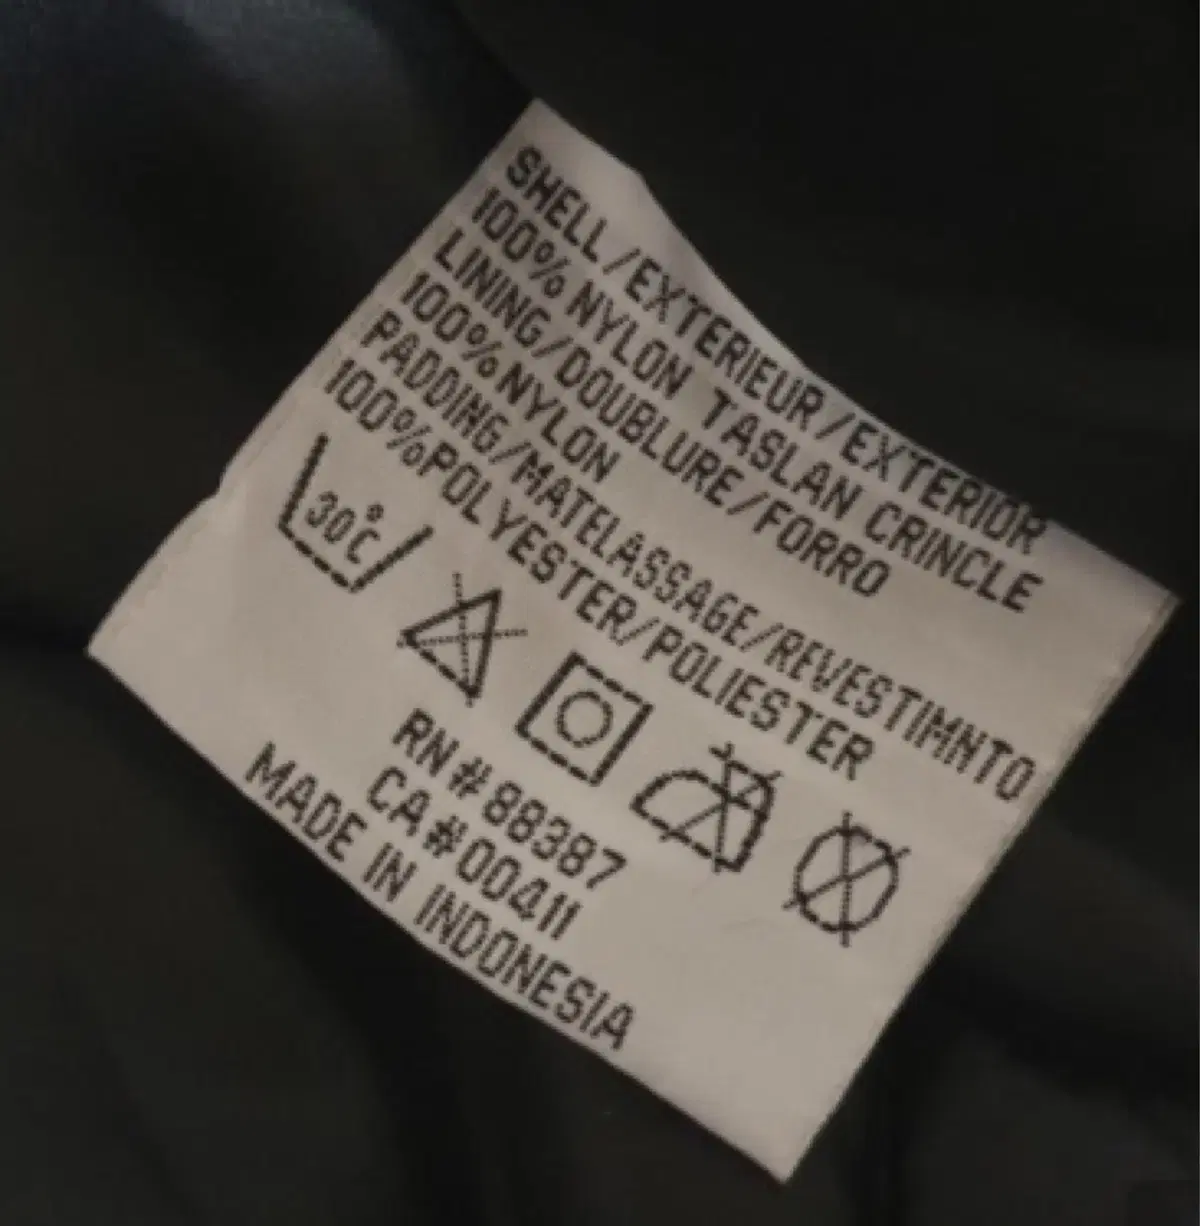 SHELL/EXTERIEUR/EXTERIOR
100% NYLON TASLAN CRINCLE
LINING/DOUBLURE/FORRO
100% NYLON
PADDING/MATELASSAGE/REVESTIMNTO
100%POLYESTER/POLIESTER
30°C
RN#88387
CA#00411
MADE IN INDONESIA